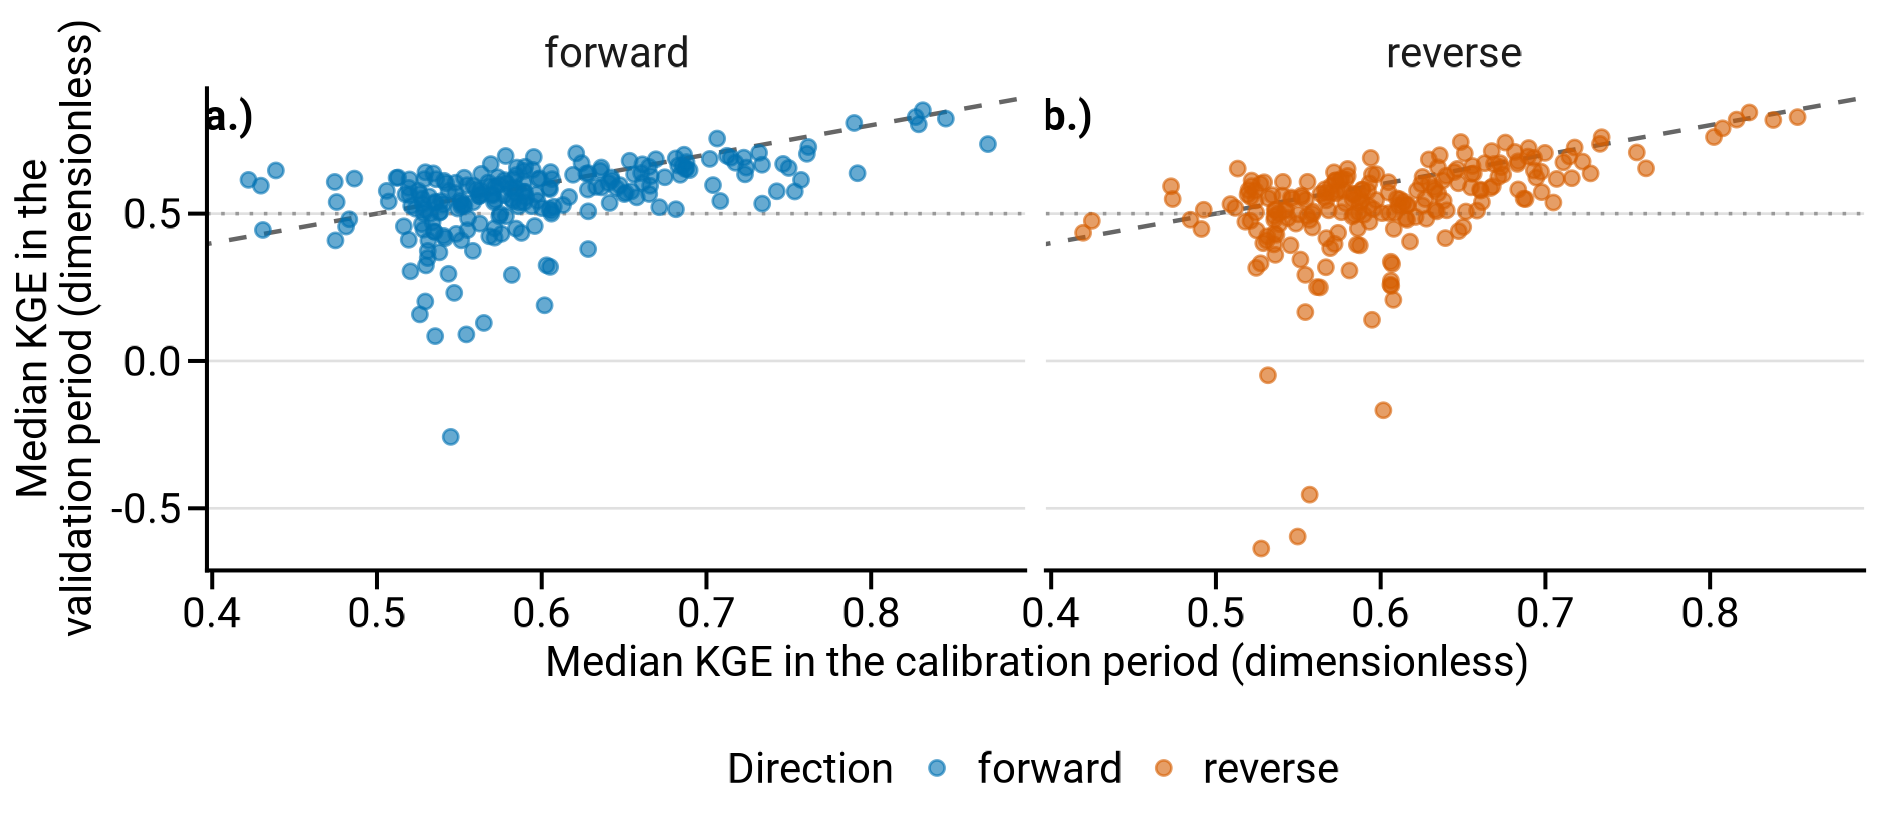 forward
reverse
a.)
b.)
Median KGE in the
validation period (dimensionless)
0.5
0.0
-0.5
0.4 0.5 0.6 0.7 0.8
0.4 0.5 0.6 0.7 0.8
Median KGE in the calibration period (dimensionless)
Direction forward reverse